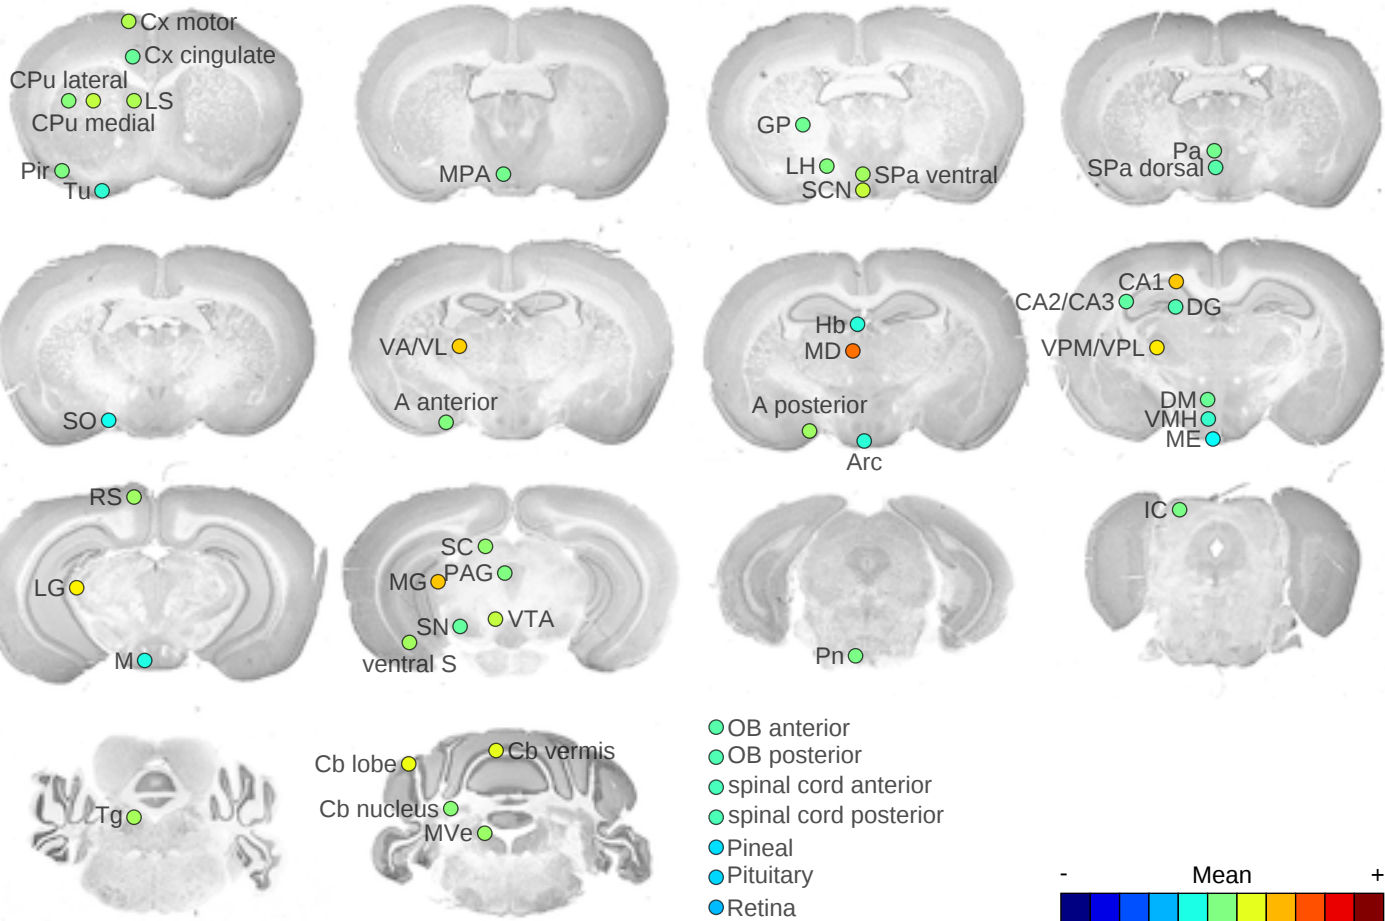 Cx motor
Cx cingulate
CPu lateral
LS
CPu medial
Pir
Tu
MPA
GP
LH
SPa ventral
SCN
Pa
SPa dorsal
SO
VA/VL
A anterior
Hb
MD
A posterior
Arc
CA1
CA2/CA3
DG
VPM/VPL
DM
VMH
ME
RS
LG
M
SC
PAG
MG
VTA
SN
ventral S
Pn
IC
Tg
Cb lobe
Cb vermis
Cb nucleus
MVe
OB anterior
OB posterior
spinal cord anterior
spinal cord posterior
Pineal
Pituitary
Retina
- Mean +